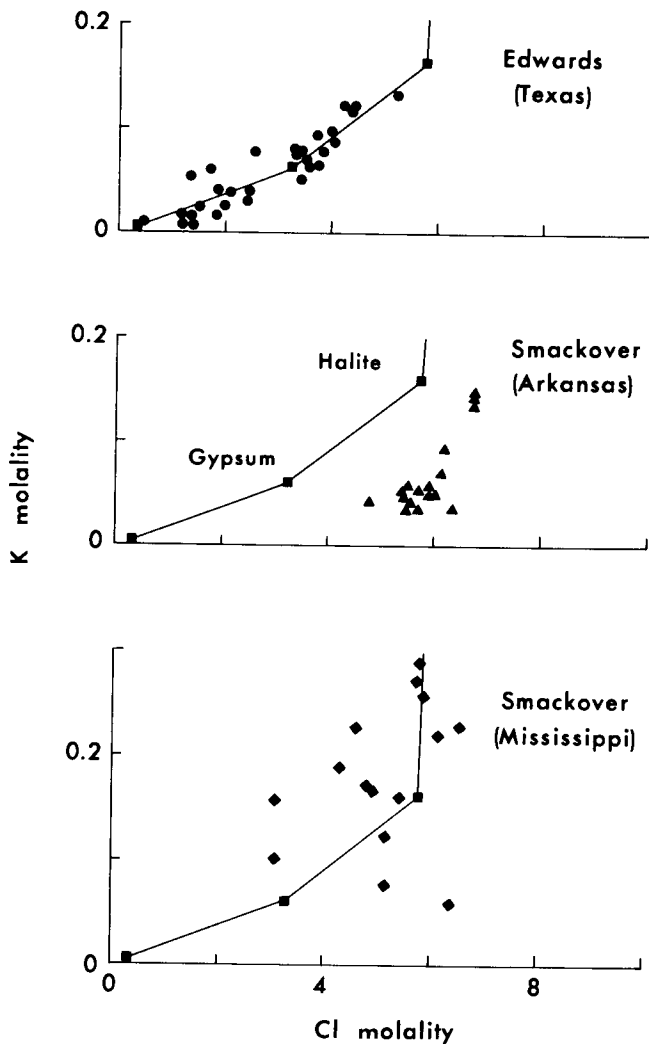 0.2
Edwards
(Texas)
0
0.2
Smackover
(Arkansas)
Halite
Gypsum
K molality
0
Smackover
(Mississippi)
0.2
0
0
4
8
Cl molality